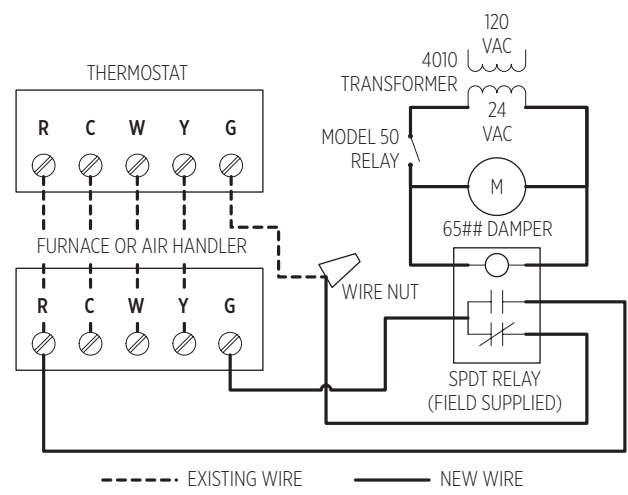 120
VAC
4010
TRANSFORMER
24
VAC
THERMOSTAT
R C W Y G
MODEL 50
RELAY
M
65## DAMPER
FURNACE OR AIR HANDLER
R C W Y G
WIRE NUT
SPDT RELAY
(FIELD SUPPLIED)
EXISTING WIRE
NEW WIRE